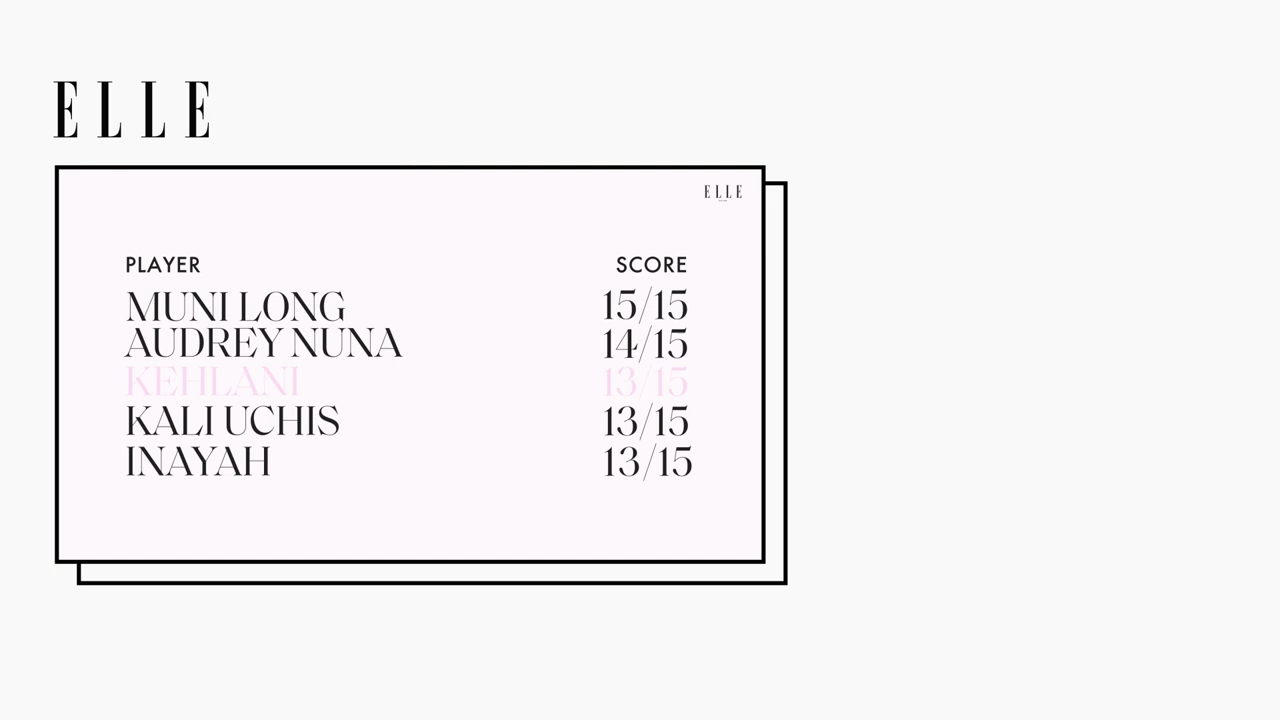 ELLE
ELLE
PLAYER SCORE
MUNI LONG 15/15
AUDREY NUNA 14/15
KEHLANI 13/15
KALI UCHIS 13/15
INAYAH 13/15